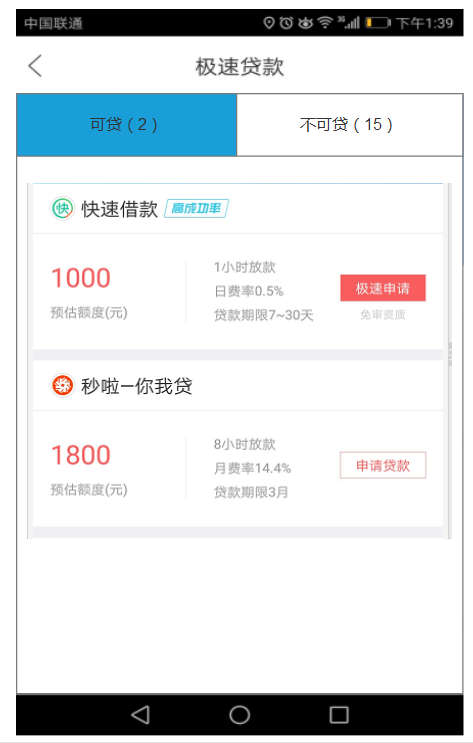 中国联通
3G
下午1:39
极速贷款
可贷（2）
不可贷（15）
快
快速借款
高成功率
1000
预估额度(元)
1小时放款
日费率0.5%
贷款期限7~30天
极速申请
免审资质
秒啦—你我贷
1800
预估额度(元)
8小时放款
月费率14.4%
贷款期限3月
申请贷款